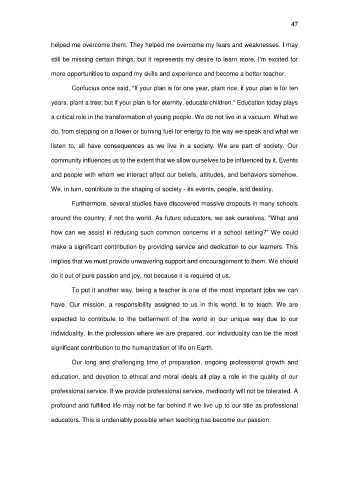 47
helped me overcome them. They helped me overcome my fears and weaknesses. I may
still be missing certain things, but it represents my desire to learn more. I'm excited for
more opportunities to expand my skills and experience and become a better teacher.
Confucius once said, "If your plan is for one year, plant rice; if your plan is for ten
years, plant a tree; but if your plan is for eternity, educate children." Education today plays
a critical role in the transformation of young people. We do not live in a vacuum. What we
do, from stepping on a flower or burning fuel for energy to the way we speak and what we
listen to, all have consequences as we live in a society. We are part of society. Our
community influences us to the extent that we allow ourselves to be influenced by it. Events
and people with whom we interact affect our beliefs, attitudes, and behaviors somehow.
We, in turn, contribute to the shaping of society - its events, people, and destiny.
Furthermore, several studies have discovered massive dropouts in many schools
around the country, if not the world. As future educators, we ask ourselves, "What and
how can we assist in reducing such common concerns in a school setting?" We could
make a significant contribution by providing service and dedication to our learners. This
implies that we must provide unwavering support and encouragement to them. We should
do it out of pure passion and joy, not because it is required of us.
To put it another way, being a teacher is one of the most important jobs we can
have. Our mission, a responsibility assigned to us in this world, is to teach. We are
expected to contribute to the betterment of the world in our unique way due to our
individuality. In the profession where we are prepared, our individuality can be the most
significant contribution to the humanization of life on Earth.
Our long and challenging time of preparation, ongoing professional growth and
education, and devotion to ethical and moral ideals all play a role in the quality of our
professional service. If we provide professional service, mediocrity will not be tolerated. A
profound and fulfilled life may not be far behind if we live up to our title as professional
educators. This is undeniably possible when teaching has become our passion.